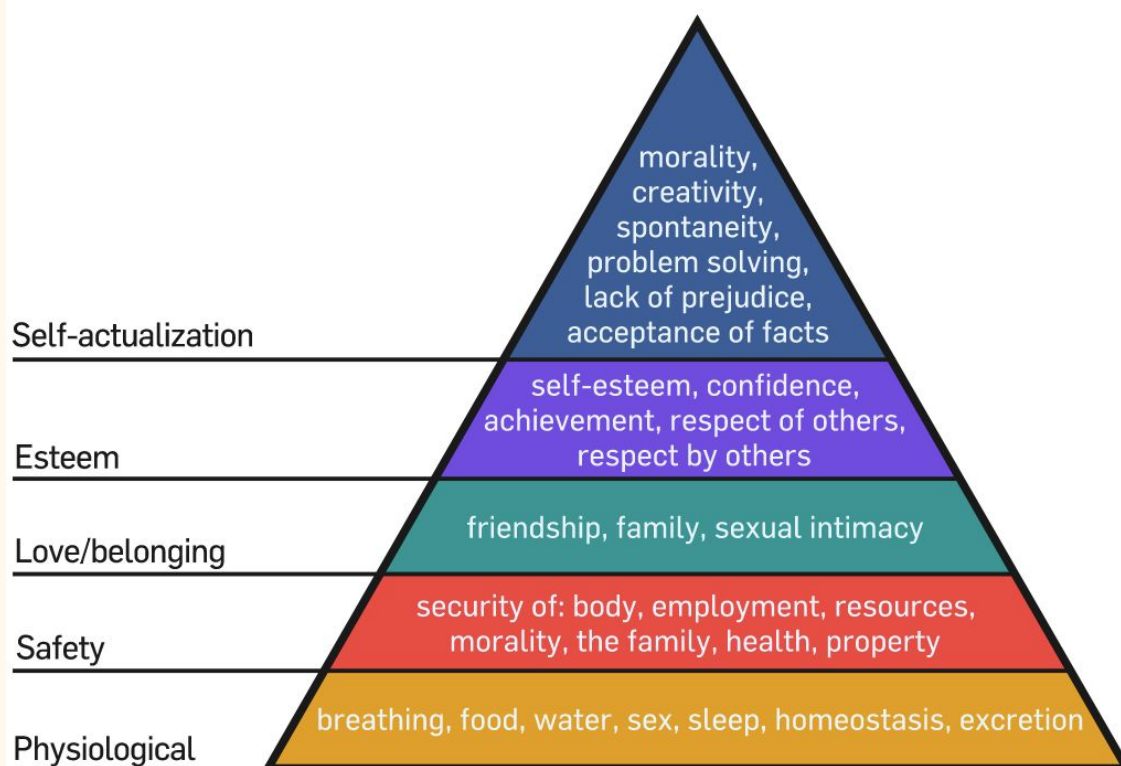 morality,
creativity,
spontaneity,
problem solving,
lack of prejudice,
acceptance of facts
Self-actualization
self-esteem, confidence,
achievement, respect of others,
respect by others
Esteem
friendship, family, sexual intimacy
Love/belonging
security of: body, employment, resources,
morality, the family, health, property
Safety
breathing, food, water, sex, sleep, homeostasis, excretion
Physiological